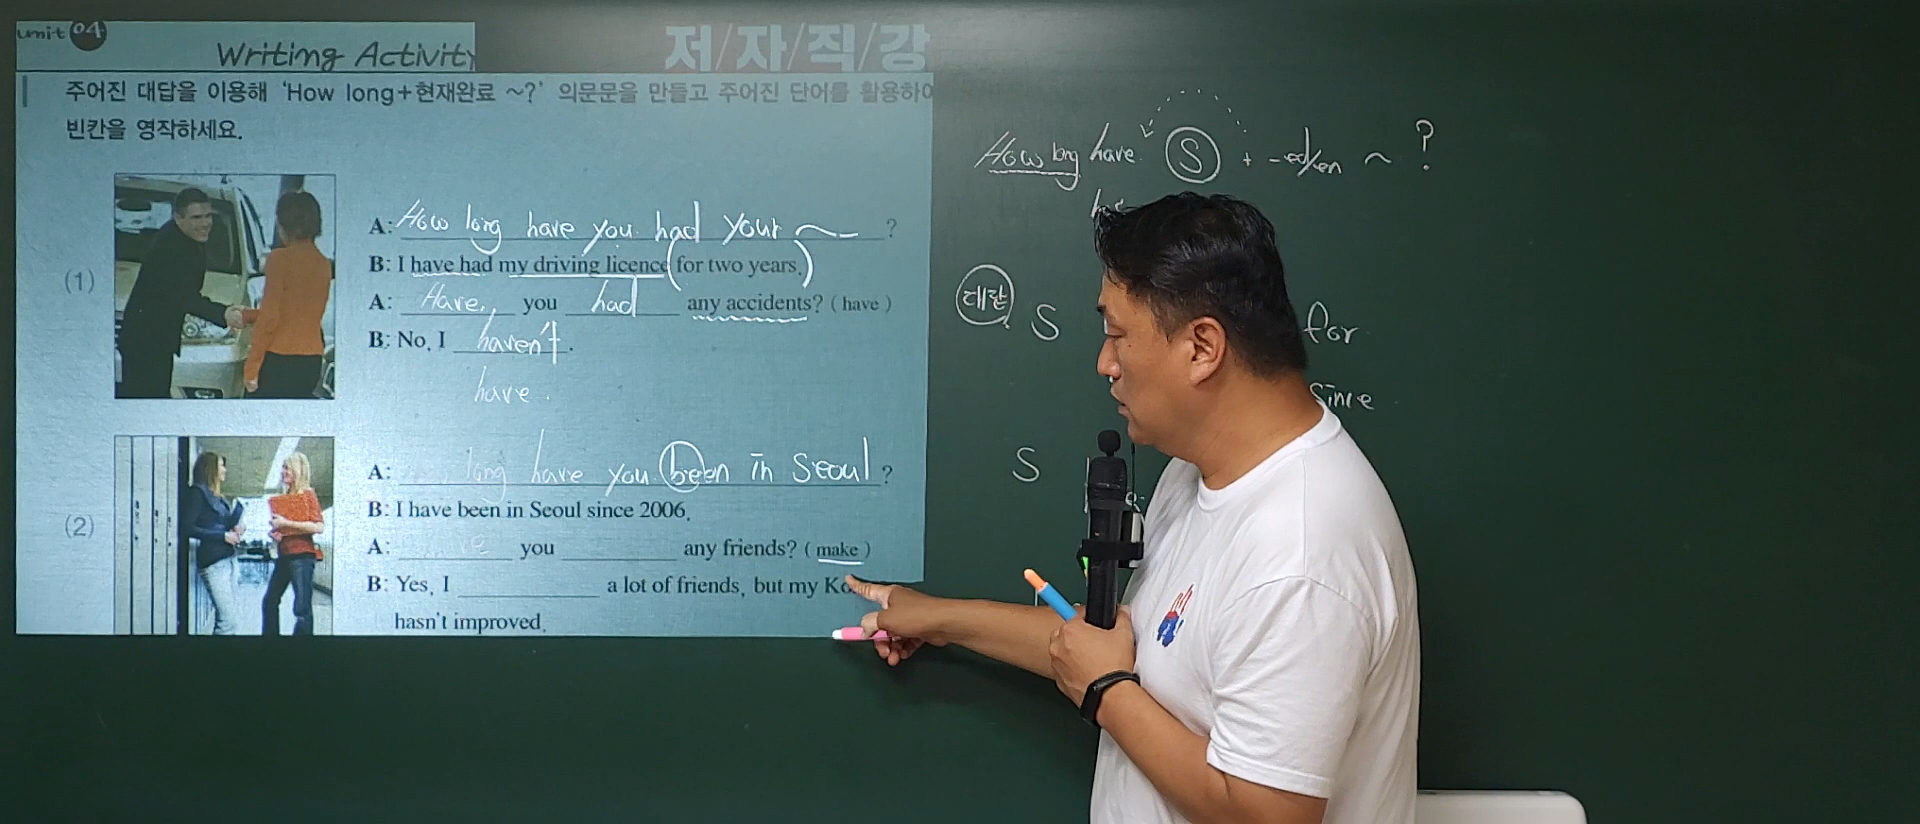 unit 04
Writing Activity
저/자/직/강
주어진 대답을 이용해 ‘How long+현재완료 ~?’ 의문문을 만들고 주어진 단어를 활용하여
빈칸을 영작하세요.
(1)
A: How long have you had your ~ ?
B: I have had my driving licence (for two years.)
A: Have you had any accidents? ( have )
B: No, I haven't.
have.
(2)
A: long have you been in Seoul ?
B: I have been in Seoul since 2006.
A: ____ you ____ any friends? ( make )
B: Yes, I ____ a lot of friends, but my
hasn't improved.
How long have S + -ed/en ~ ?
대답 S for
since
S